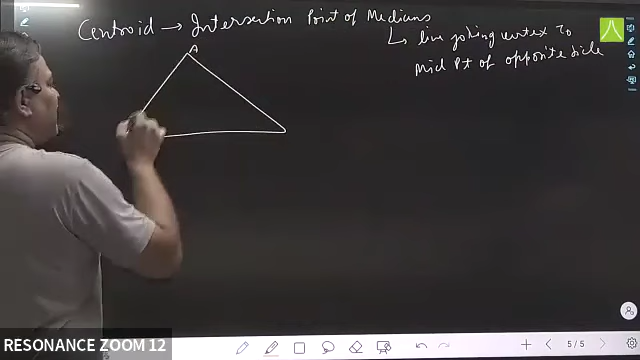 Centroid → Intersection Point of Medians
↳ line joining vertex to
mid Pt of opposite side
A
RESONANCE ZOOM 12
5/5